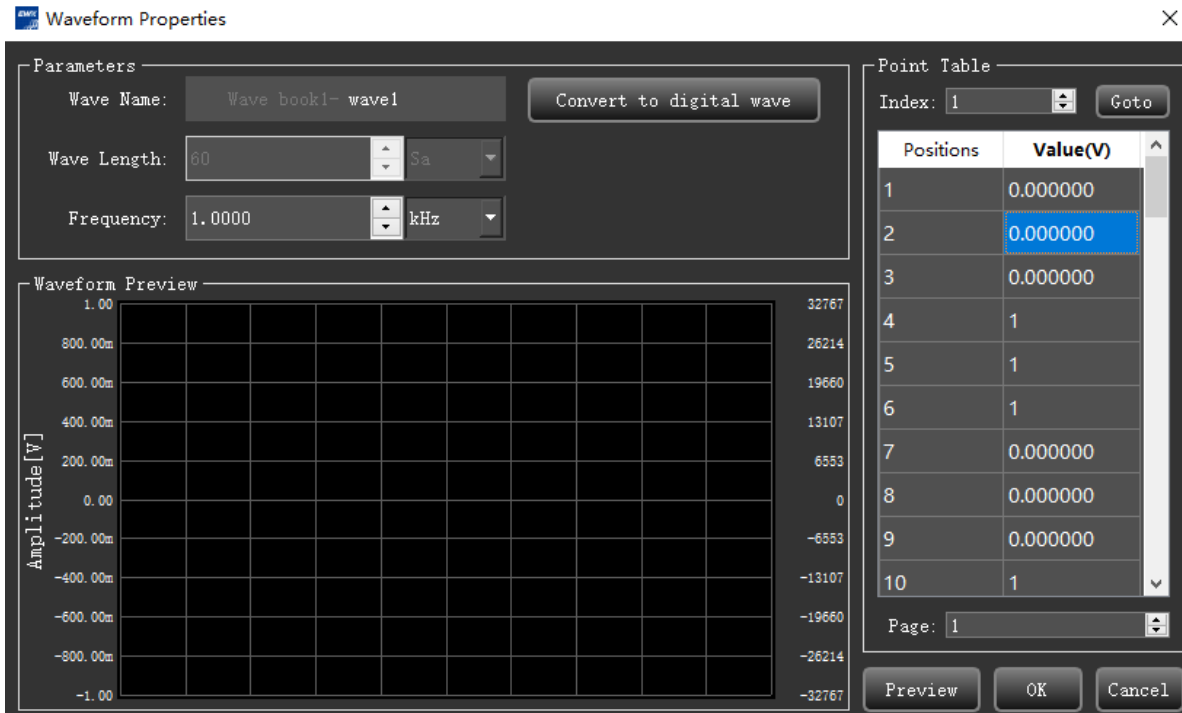 Waveform Properties
Parameters
Wave Name: Wave book1- wave1
Convert to digital wave
Wave Length: 60 Sa
Frequency: 1.0000 kHz
Waveform Preview
Amplitude[V]
1.00 32767
800.00m 26214
600.00m 19660
400.00m 13107
200.00m 6553
0.00 0
-200.00m -6553
-400.00m -13107
-600.00m -19660
-800.00m -26214
-1.00 -32767
Point Table
Index: 1 Goto
Positions Value(V)
1 0.000000
2 0.000000
3 0.000000
4 1
5 1
6 1
7 0.000000
8 0.000000
9 0.000000
10 1
Page: 1
Preview OK Cancel